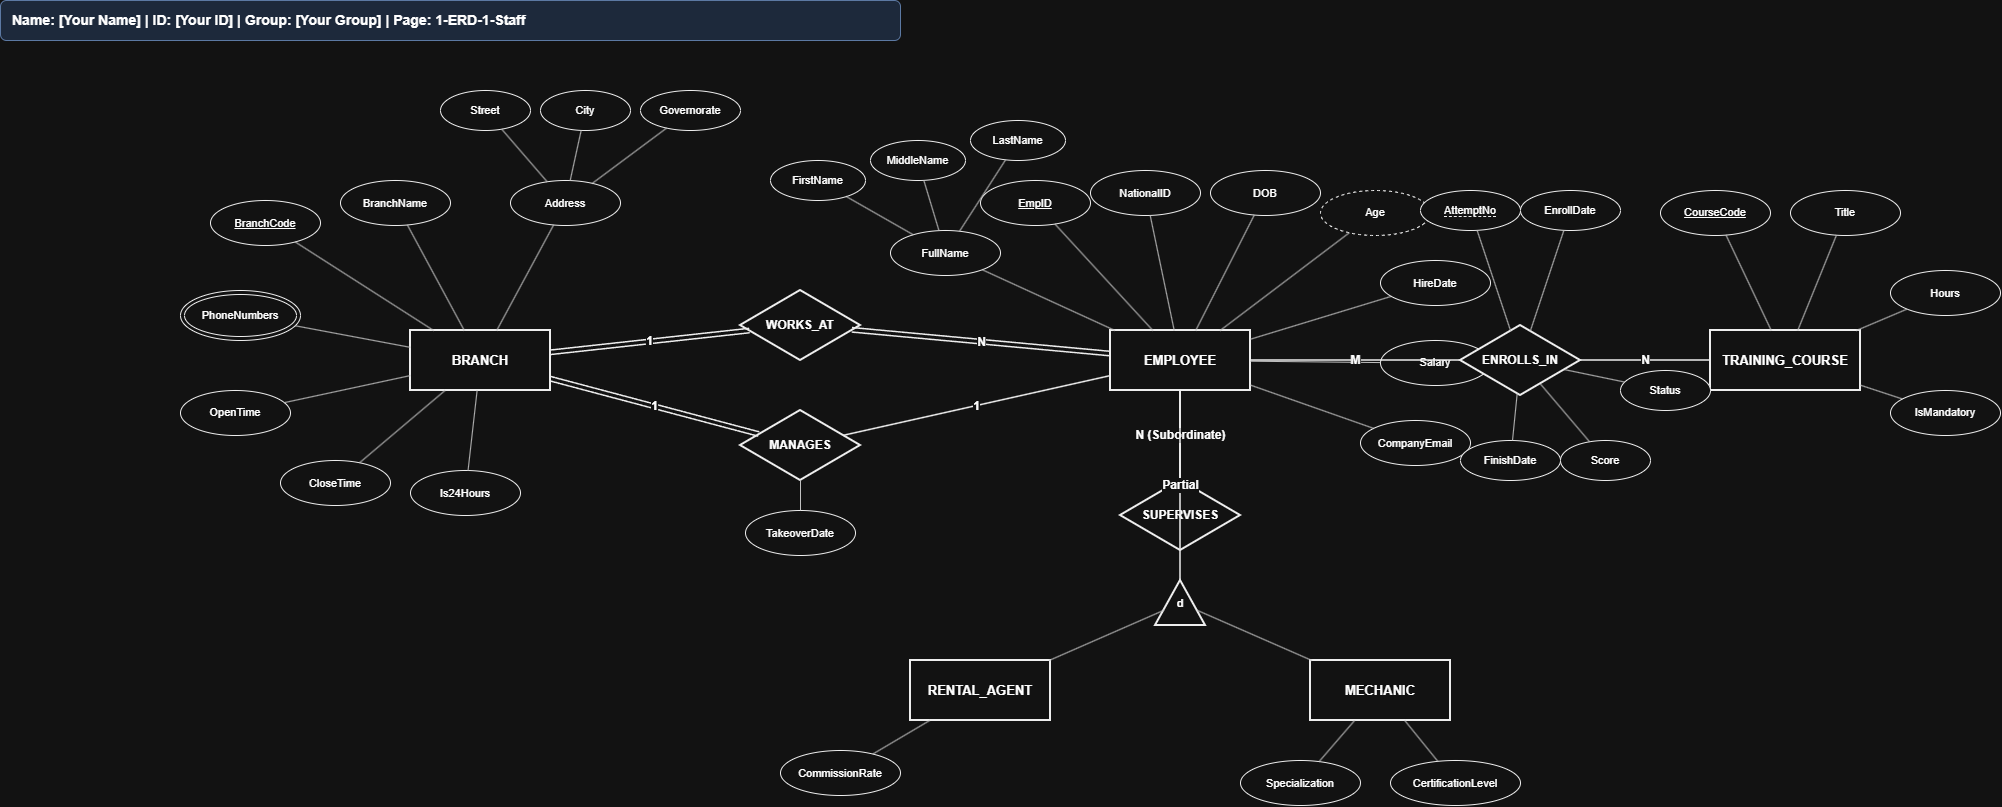 Name: [Your Name] | ID: [Your ID] | Group: [Your Group] | Page: 1-ERD-1-Staff
Street
City
Governorate
LastName
MiddleName
FirstName
EmpID
NationalID
DOB
Age
AttemptNo
EnrollDate
CourseCode
Title
BranchCode
BranchName
Address
FullName
HireDate
Hours
PhoneNumbers
WORKS_AT
1
N
BRANCH
EMPLOYEE
M
Salary
ENROLLS_IN
N
TRAINING_COURSE
Status
OpenTime
1
1
IsMandatory
MANAGES
N (Subordinate)
CompanyEmail
FinishDate
Score
CloseTime
Is24Hours
Partial
SUPERVISES
TakeoverDate
d
RENTAL_AGENT
MECHANIC
CommissionRate
Specialization
CertificationLevel